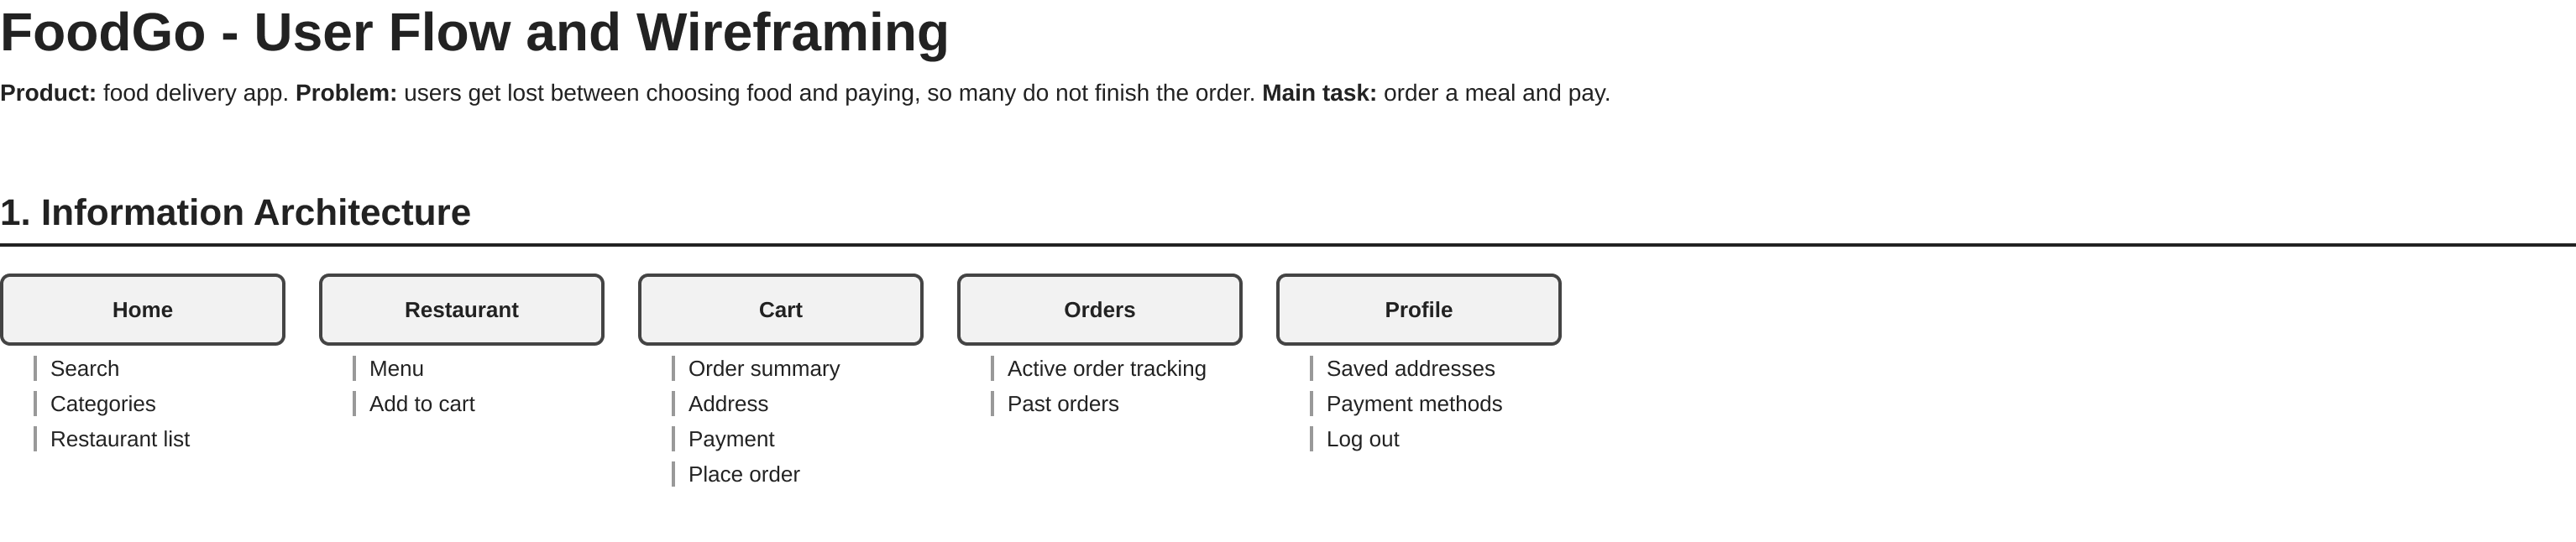 FoodGo - User Flow and Wireframing
Product: food delivery app. Problem: users get lost between choosing food and paying, so many do not finish the order. Main task: order a meal and pay.
1. Information Architecture
Home
Search
Categories
Restaurant list
Restaurant
Menu
Add to cart
Cart
Order summary
Address
Payment
Place order
Orders
Active order tracking
Past orders
Profile
Saved addresses
Payment methods
Log out